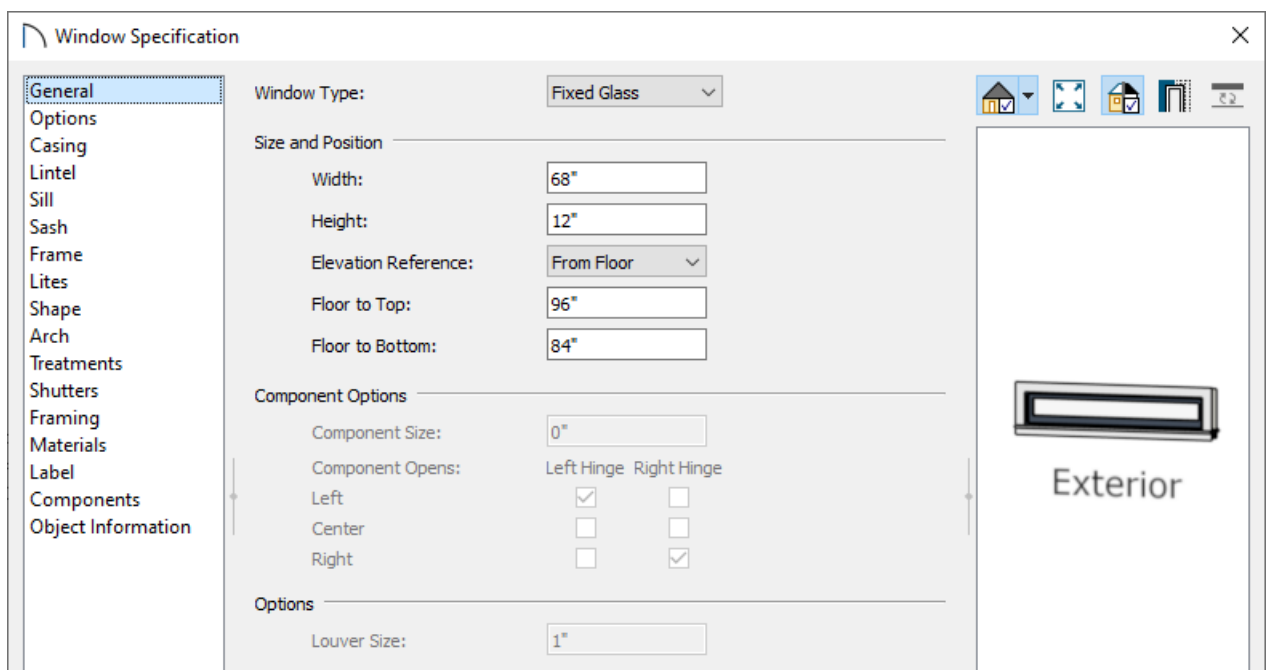 Window Specification
General
Options
Casing
Lintel
Sill
Sash
Frame
Lites
Shape
Arch
Treatments
Shutters
Framing
Materials
Label
Components
Object Information
Window Type: Fixed Glass
Size and Position
Width: 68"
Height: 12"
Elevation Reference: From Floor
Floor to Top: 96"
Floor to Bottom: 84"
Component Options
Component Size: 0"
Component Opens: Left Hinge Right Hinge
Left
Center
Right
Options
Louver Size: 1"
Exterior